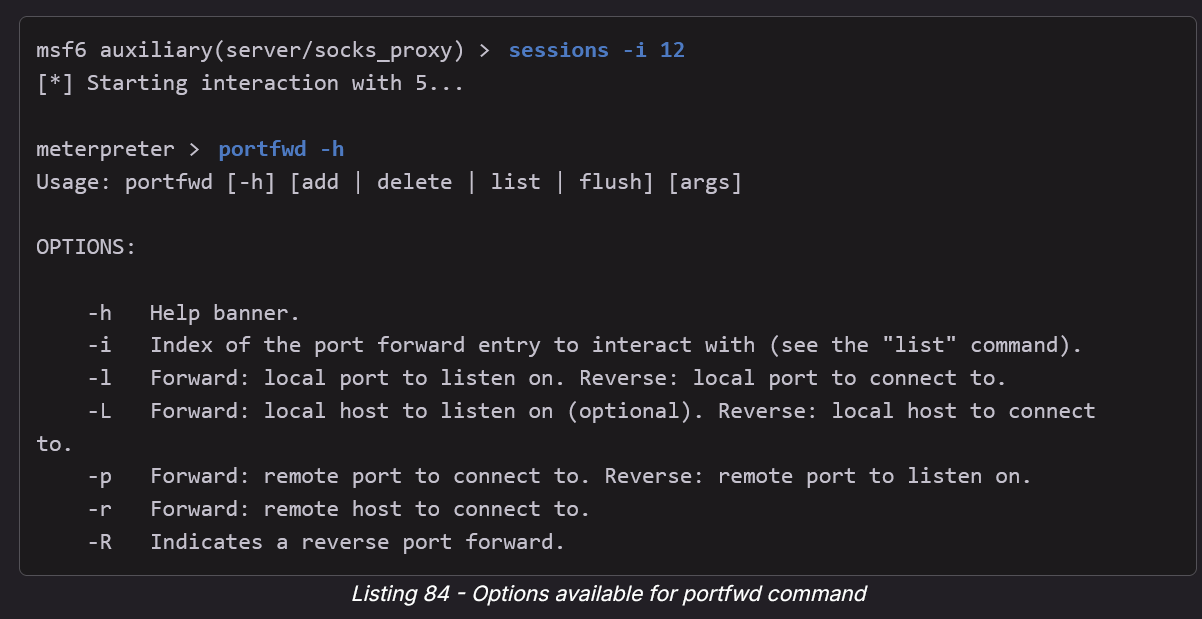 msf6 auxiliary(server/socks_proxy) > sessions -i 12
[*] Starting interaction with 5...
meterpreter > portfwd -h
Usage: portfwd [-h] [add | delete | list | flush] [args]
OPTIONS:
-h Help banner.
-i Index of the port forward entry to interact with (see the "list" command).
-l Forward: local port to listen on. Reverse: local port to connect to.
-L Forward: local host to listen on (optional). Reverse: local host to connect
to.
-p Forward: remote port to connect to. Reverse: remote port to listen on.
-r Forward: remote host to connect to.
-R Indicates a reverse port forward.
Listing 84 - Options available for portfwd command